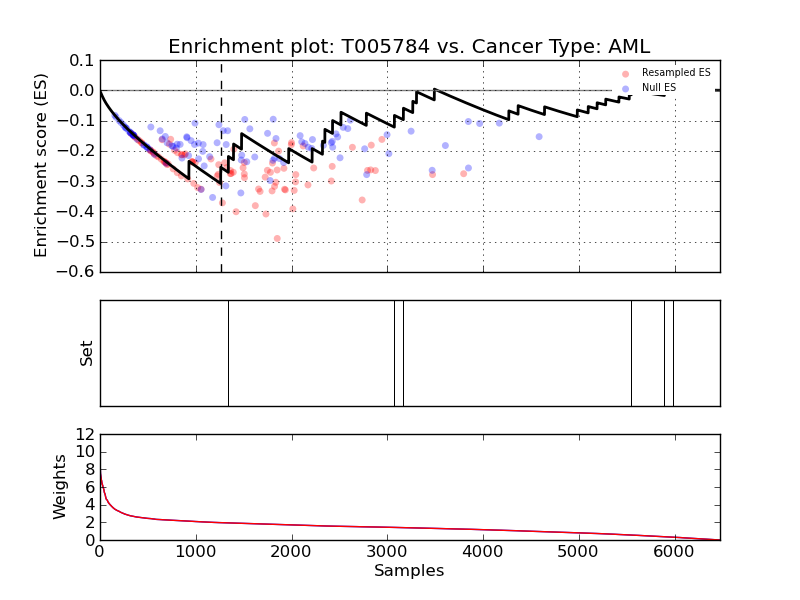 Enrichment plot: T005784 vs. Cancer Type: AML
Enrichment score (ES)
0.1
0.0
−0.1
−0.2
−0.3
−0.4
−0.5
−0.6
Resampled ES
Null ES
Set
Weights
12
10
8
6
4
2
0
0 1000 2000 3000 4000 5000 6000
Samples